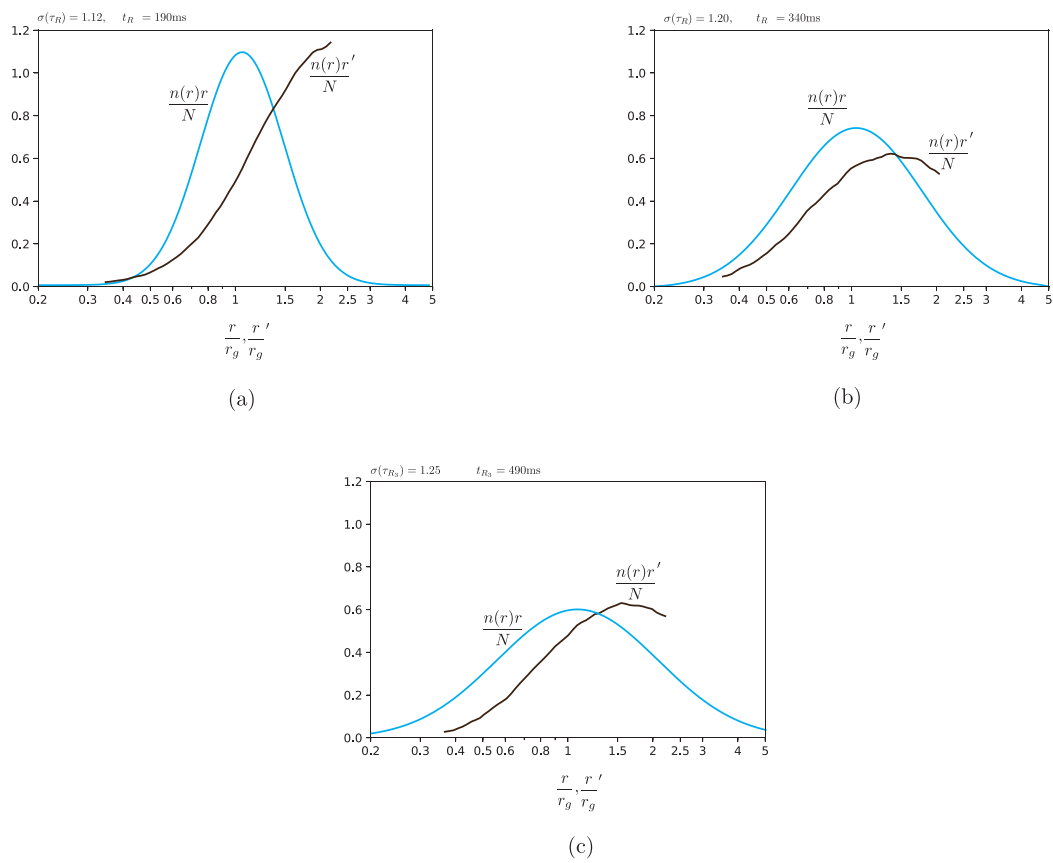 σ(τ_R) = 1.12, t_R = 190ms
1.2
1.0
0.8
0.6
0.4
0.2
0.0
n(r)r/N
n(r)r′/N
0.2 0.3 0.4 0.5 0.6 0.8 1 1.5 2 2.5 3 5
r/r_g, r/r_g′
(a)
σ(τ_R) = 1.20, t_R = 340ms
1.2
1.0
0.8
0.6
0.4
0.2
0.0
n(r)r/N
n(r)r′/N
0.2 0.3 0.4 0.5 0.6 0.8 1 1.5 2 2.5 3 5
r/r_g, r/r_g′
(b)
σ(τ_R₃) = 1.25 t_R₃ = 490ms
1.2
1.0
0.8
0.6
0.4
0.2
0.0
n(r)r′/N
n(r)r/N
0.2 0.3 0.4 0.5 0.6 0.8 1 1.5 2 2.5 3 4 5
r/r_g, r/r_g′
(c)